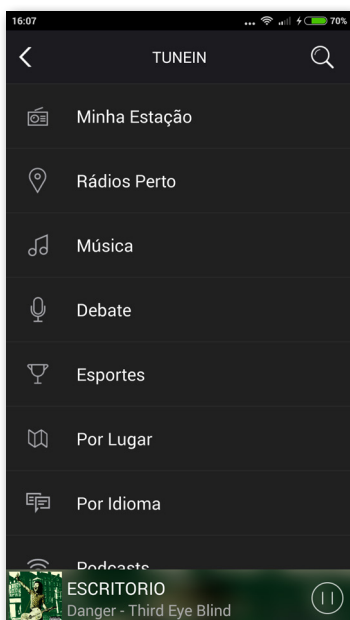 16:07
... 70%
TUNEIN
Minha Estação
Rádios Perto
Música
Debate
Esportes
Por Lugar
Por Idioma
Podcasts
ESCRITORIO
Danger - Third Eye Blind